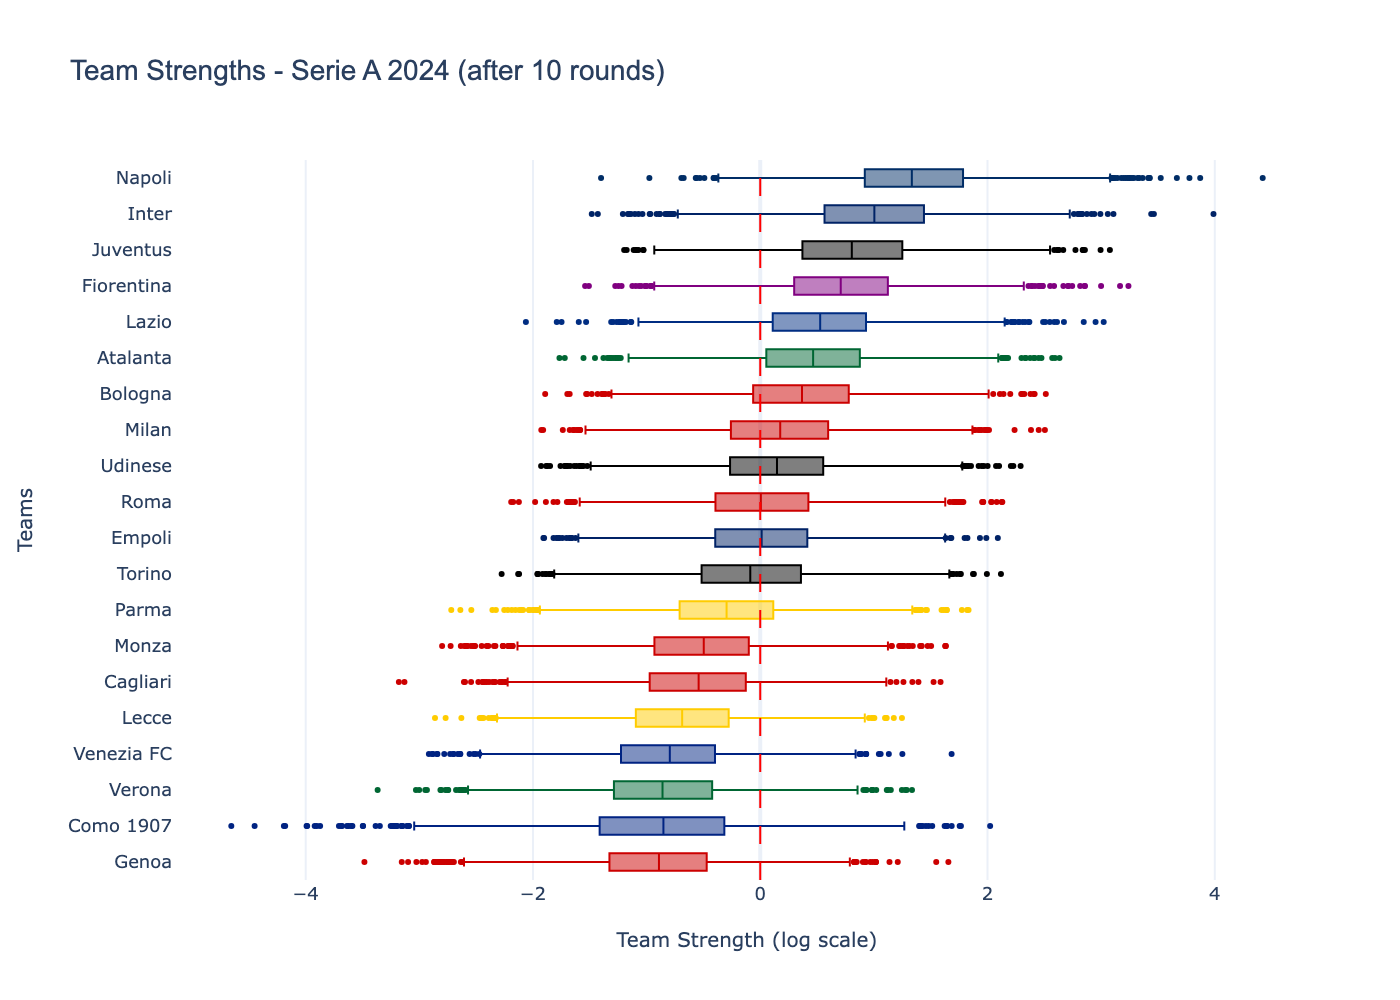 Team Strengths - Serie A 2024 (after 10 rounds)
Teams
Napoli
Inter
Juventus
Fiorentina
Lazio
Atalanta
Bologna
Milan
Udinese
Roma
Empoli
Torino
Parma
Monza
Cagliari
Lecce
Venezia FC
Verona
Como 1907
Genoa
−4 −2 0 2 4
Team Strength (log scale)